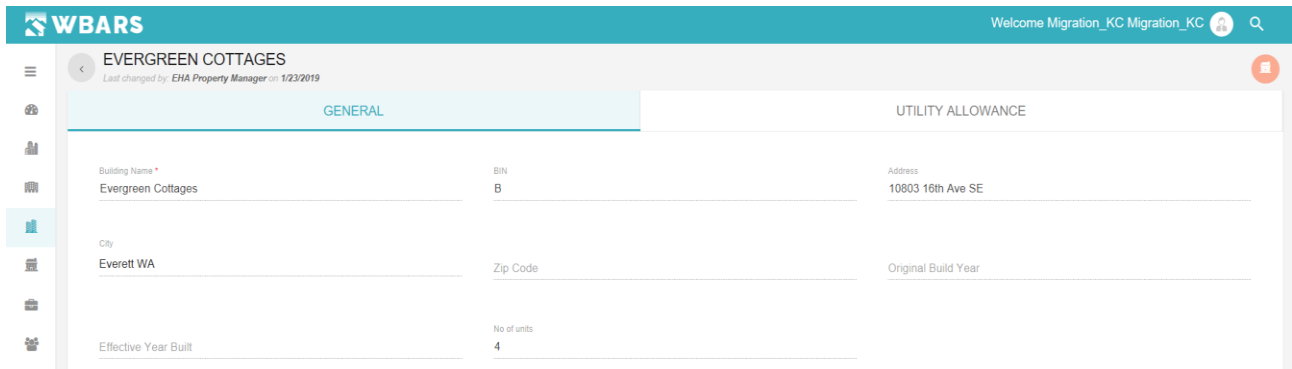 WBARS
Welcome Migration_KC Migration_KC
EVERGREEN COTTAGES
Last changed by: EHA Property Manager on 1/23/2019
GENERAL
UTILITY ALLOWANCE
Building Name *
BIN
Address
Evergreen Cottages
B
10803 16th Ave SE
City
Everett WA
Zip Code
Original Build Year
No of units
Effective Year Built
4